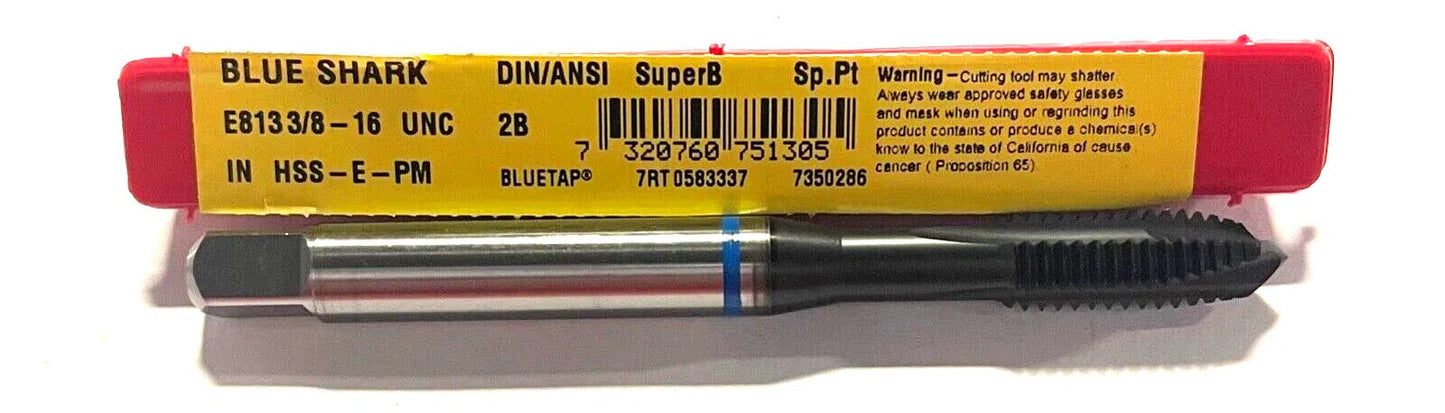 BLUE SHARK DIN/ANSI SuperB Sp.Pt
E813 3/8-16 UNC 2B
7 320760 751305
IN HSS-E-PM BLUETAP® 7RT0583337 7350286
Warning-Cutting tool may shatter
Always wear approved safety glasses
and mask when using or regrinding this
product contains or produce a chemical(s)
know to the state of California of cause
cancer ( Proposition 65)